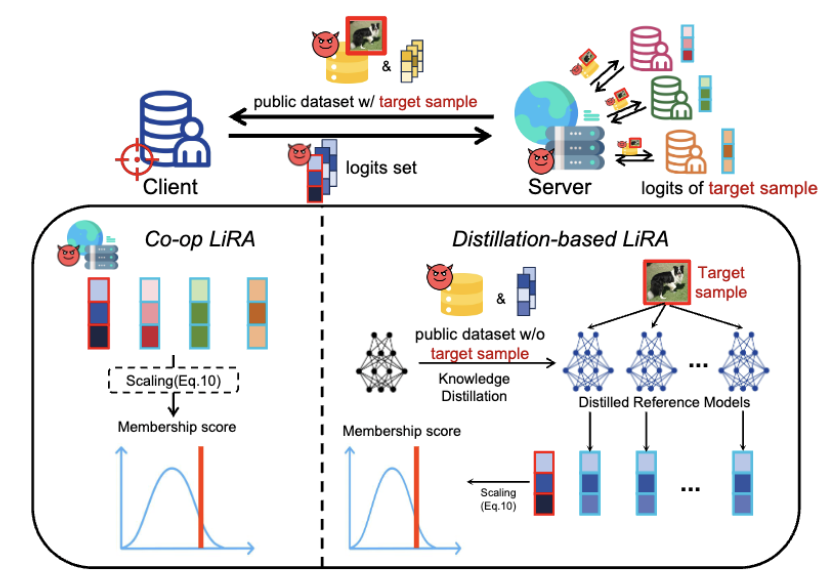 &
public dataset w/ target sample
logits set
Client
Server
logits of target sample
Co-op LiRA
Distillation-based LiRA
Scaling(Eq.10)
Membership score
&
Target
sample
public dataset w/o
target sample
Knowledge
Distillation
...
Distilled Reference Models
Membership score
Scaling
(Eq.10)
...